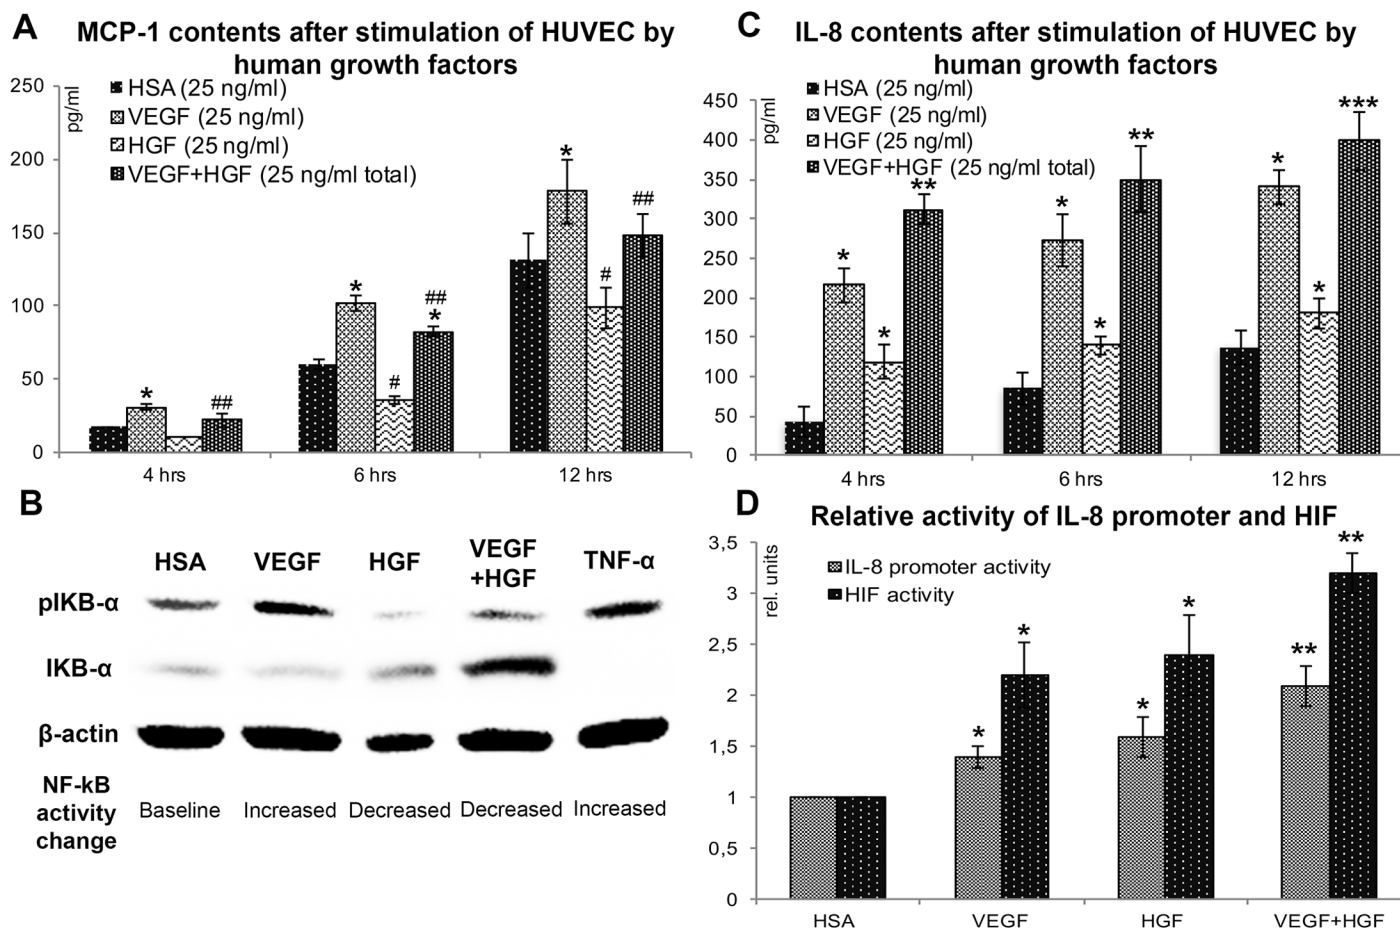 A
MCP-1 contents after stimulation of HUVEC by
human growth factors
pg/ml
HSA (25 ng/ml)
VEGF (25 ng/ml)
HGF (25 ng/ml)
VEGF+HGF (25 ng/ml total)
250
200
150
100
50
0
*
##
*
#
##
*
*
#
##
4 hrs
6 hrs
12 hrs
C
IL-8 contents after stimulation of HUVEC by
human growth factors
pg/ml
HSA (25 ng/ml)
VEGF (25 ng/ml)
HGF (25 ng/ml)
VEGF+HGF (25 ng/ml total)
450
400
350
300
250
200
150
100
50
0
*
*
**
*
*
**
*
*
***
4 hrs
6 hrs
12 hrs
B
HSA
VEGF
HGF
VEGF
+HGF
TNF-α
pIKB-α
IKB-α
β-actin
NF-kB
activity
change
Baseline
Increased
Decreased
Decreased
Increased
D
Relative activity of IL-8 promoter and HIF
rel. units
IL-8 promoter activity
HIF activity
3,5
3
2,5
2
1,5
1
0,5
0
*
*
*
*
**
**
HSA
VEGF
HGF
VEGF+HGF